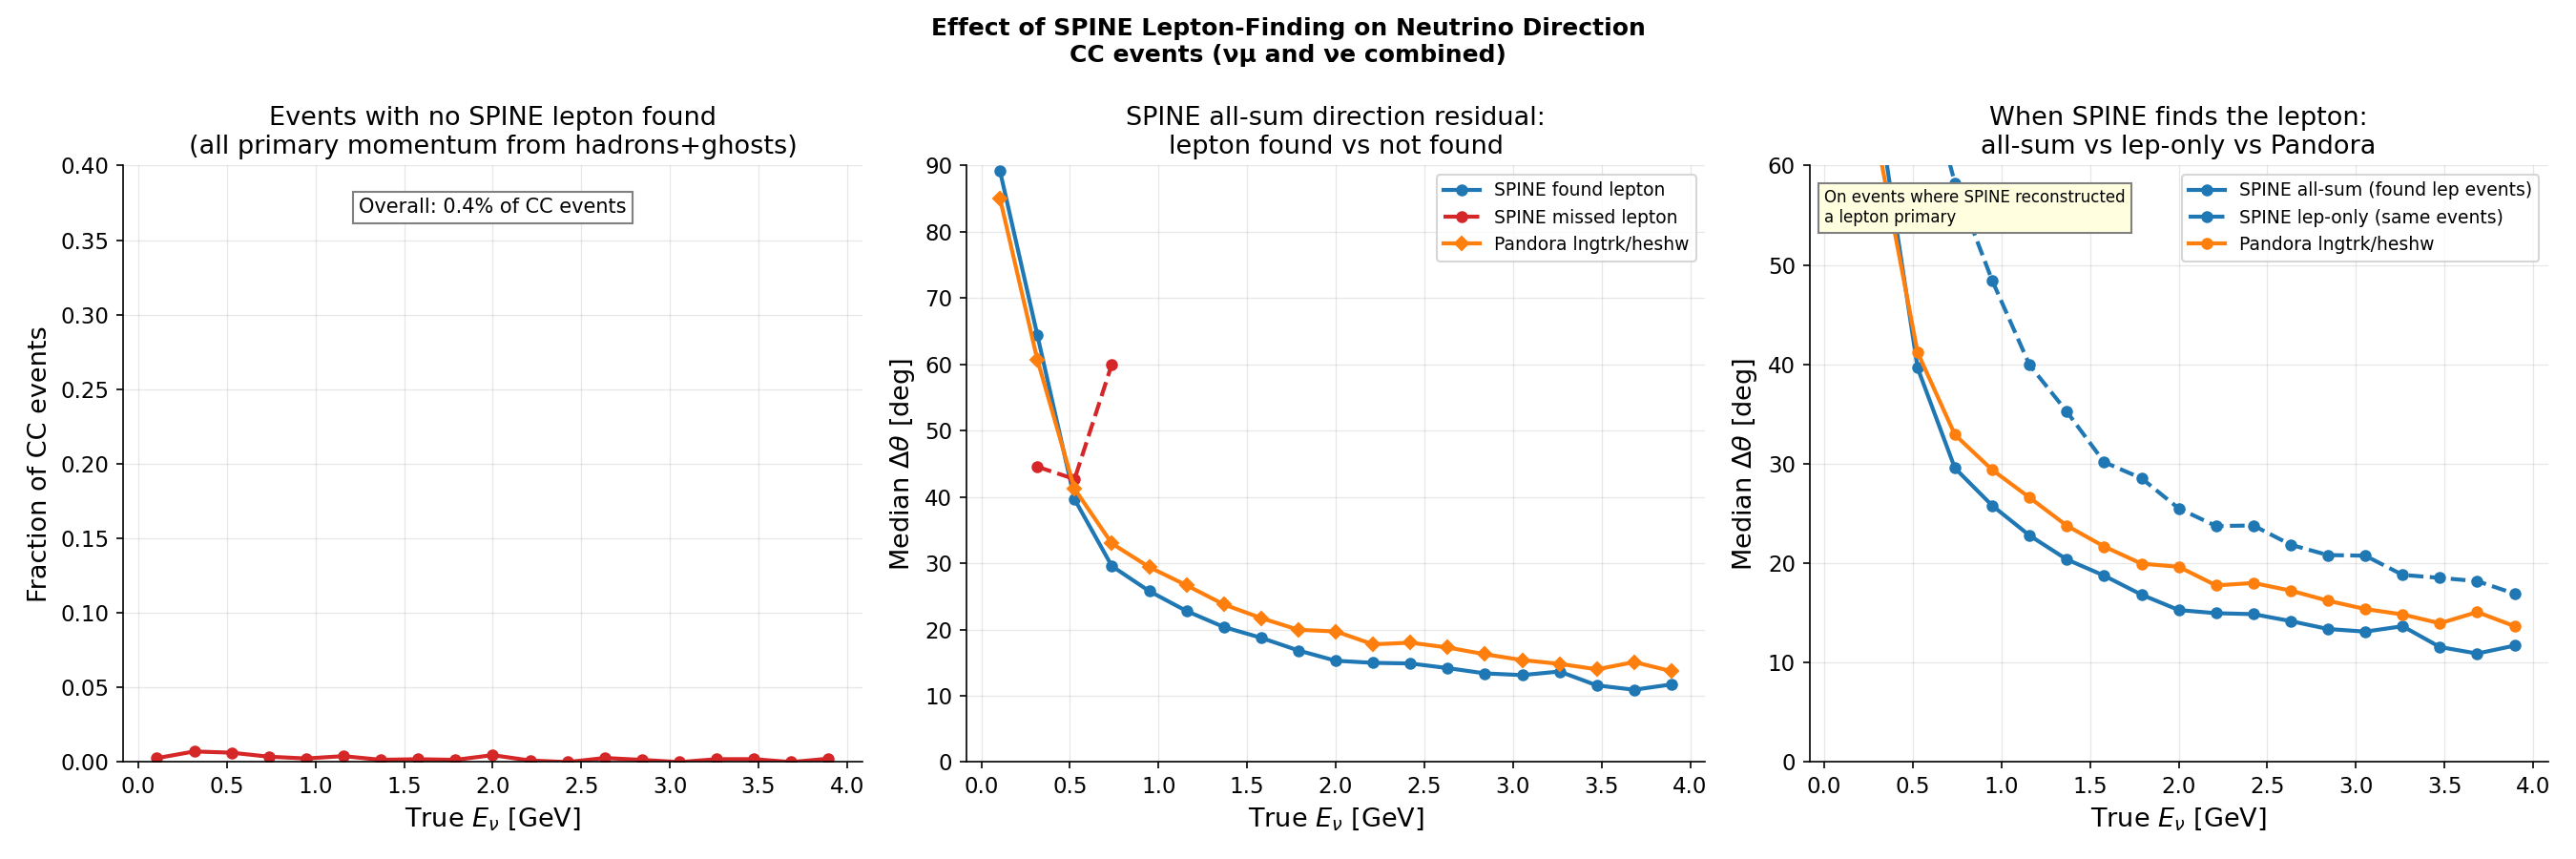 Effect of SPINE Lepton-Finding on Neutrino Direction
CC events (νμ and νe combined)
Events with no SPINE lepton found
(all primary momentum from hadrons+ghosts)
0.40
0.35
0.30
0.25
0.20
0.15
0.10
0.05
0.00
Fraction of CC events
Overall: 0.4% of CC events
0.0 0.5 1.0 1.5 2.0 2.5 3.0 3.5 4.0
True Eν [GeV]
SPINE all-sum direction residual:
lepton found vs not found
90
80
70
60
50
40
30
20
10
0
Median Δθ [deg]
SPINE found lepton
SPINE missed lepton
Pandora lngtrk/heshw
0.0 0.5 1.0 1.5 2.0 2.5 3.0 3.5 4.0
True Eν [GeV]
When SPINE finds the lepton:
all-sum vs lep-only vs Pandora
60
50
40
30
20
10
0
Median Δθ [deg]
On events where SPINE reconstructed
a lepton primary
SPINE all-sum (found lep events)
SPINE lep-only (same events)
Pandora lngtrk/heshw
0.0 0.5 1.0 1.5 2.0 2.5 3.0 3.5 4.0
True Eν [GeV]